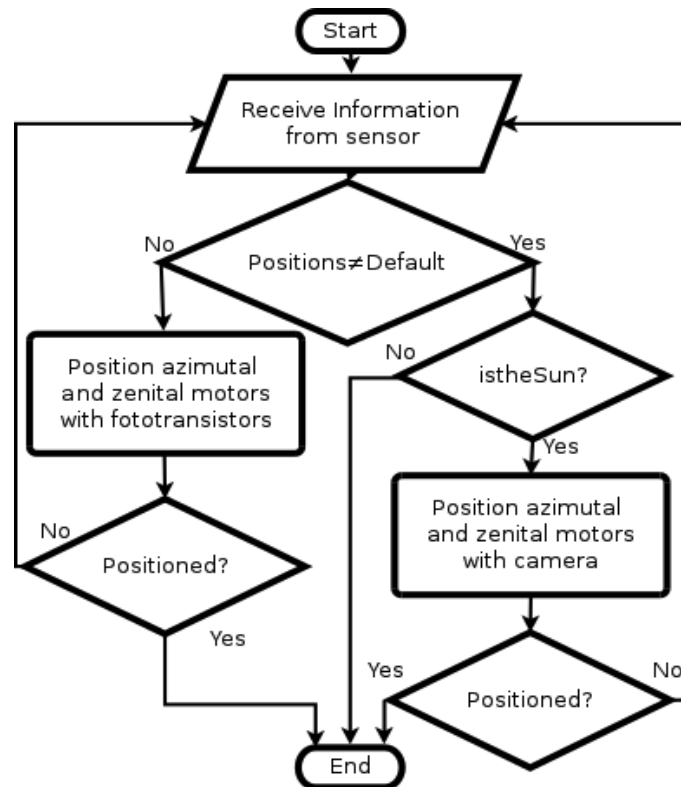 Start
Receive Information
from sensor
No
Yes
Positions≠Default
Position azimutal
and zenital motors
with fototransistors
No
istheSun?
Yes
Position azimutal
and zenital motors
with camera
No
Positioned?
Yes
Yes
No
Positioned?
End